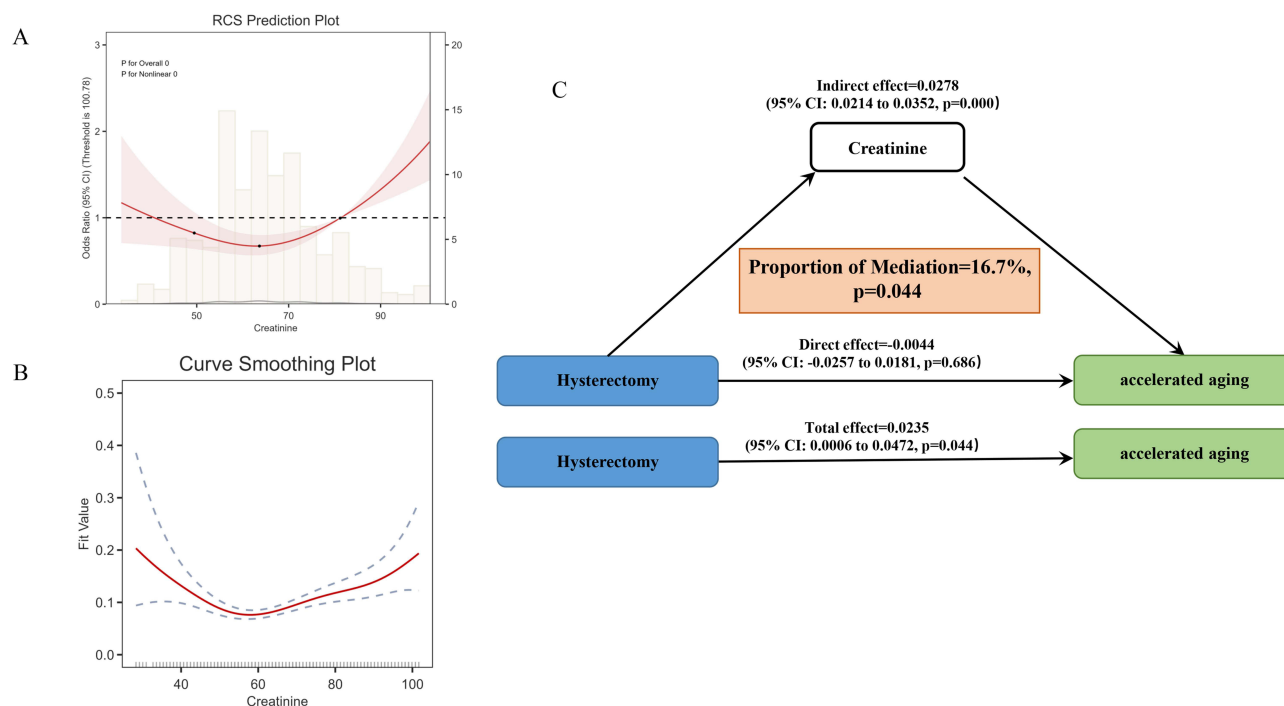 A
RCS Prediction Plot
P for Overall 0
P for Nonlinear 0
Odds Ratio (95% CI) (Threshold is 100.78)
3
2
1
0
20
15
10
5
0
50
70
90
Creatinine
B
Curve Smoothing Plot
Fit Value
0.5
0.4
0.3
0.2
0.1
0.0
40
60
80
100
Creatinine
C
Indirect effect=0.0278
(95% CI: 0.0214 to 0.0352, p=0.000)
Creatinine
Proportion of Mediation=16.7%,
p=0.044
Direct effect=-0.0044
(95% CI: -0.0257 to 0.0181, p=0.686)
Hysterectomy
accelerated aging
Total effect=0.0235
(95% CI: 0.0006 to 0.0472, p=0.044)
Hysterectomy
accelerated aging